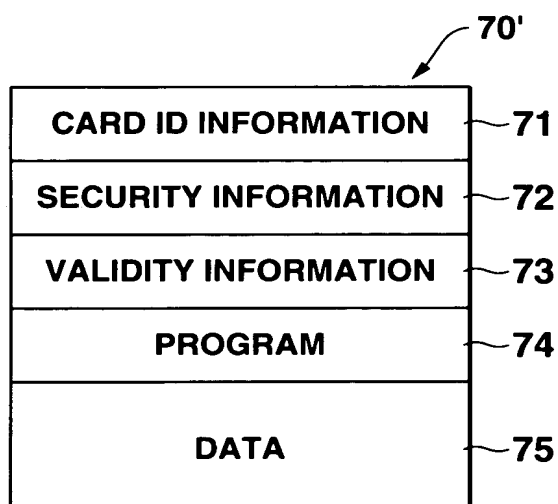 70'
CARD ID INFORMATION 71
SECURITY INFORMATION 72
VALIDITY INFORMATION 73
PROGRAM 74
DATA 75